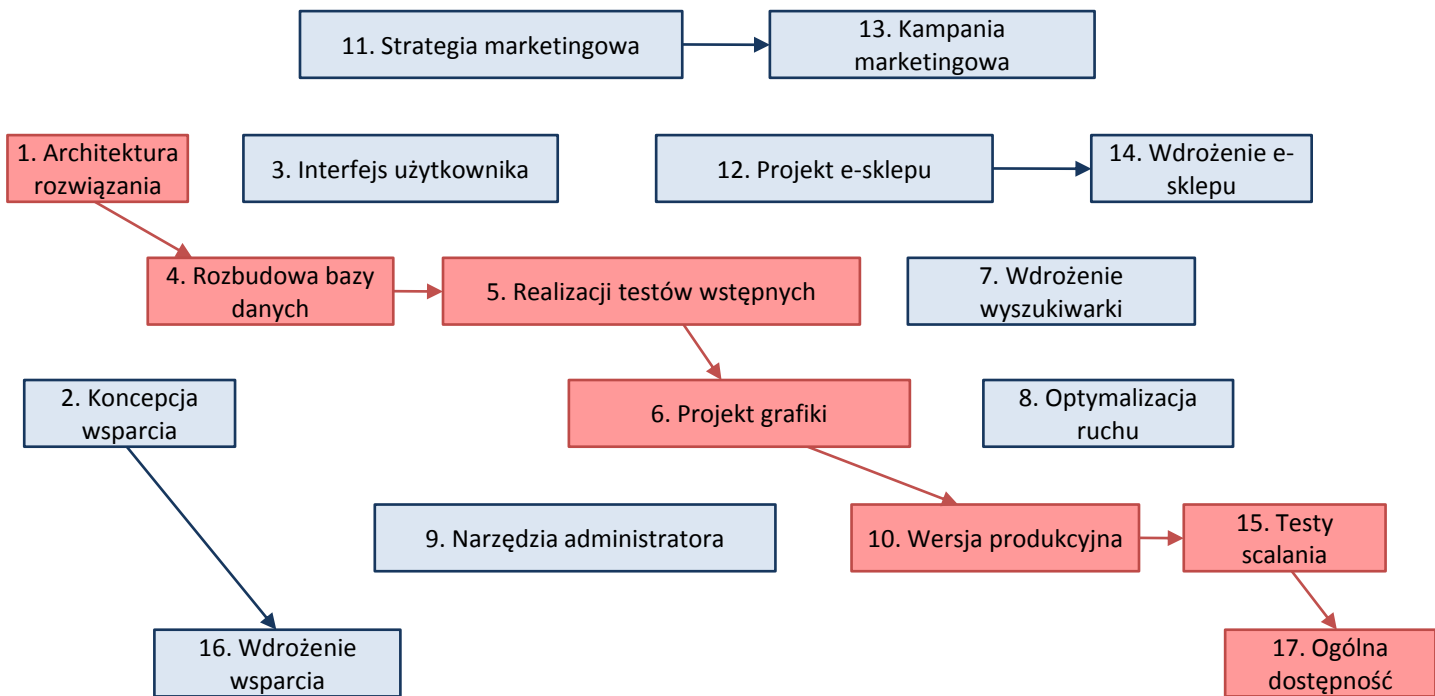 11. Strategia marketingowa
13. Kampania
marketingowa
1. Architektura
rozwiązania
3. Interfejs użytkownika
12. Projekt e-sklepu
14. Wdrożenie e-
sklepu
4. Rozbudowa bazy
danych
5. Realizacji testów wstępnych
7. Wdrożenie
wyszukiwarki
2. Koncepcja
wsparcia
6. Projekt grafiki
8. Optymalizacja
ruchu
9. Narzędzia administratora
10. Wersja produkcyjna
15. Testy
scalania
16. Wdrożenie
wsparcia
17. Ogólna
dostępność